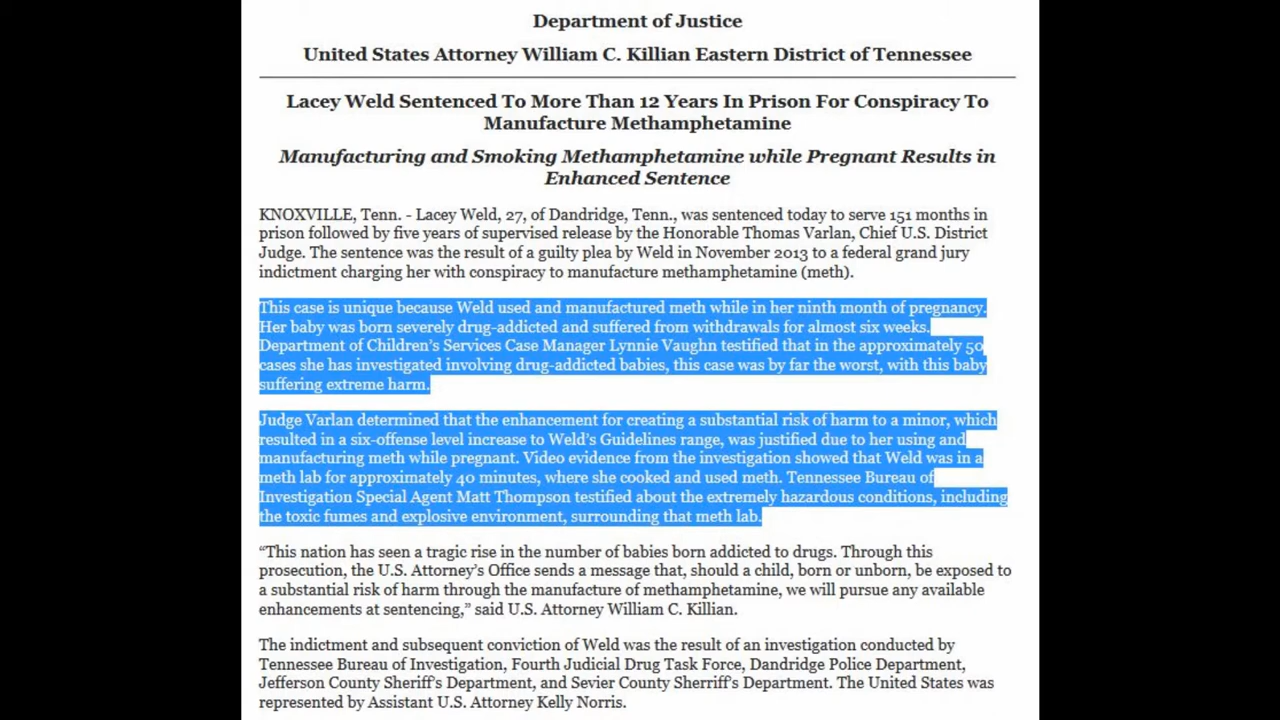 Department of Justice
United States Attorney William C. Killian Eastern District of Tennessee
Lacey Weld Sentenced To More Than 12 Years In Prison For Conspiracy To
Manufacture Methamphetamine
Manufacturing and Smoking Methamphetamine while Pregnant Results in
Enhanced Sentence
KNOXVILLE, Tenn. - Lacey Weld, 27, of Dandridge, Tenn., was sentenced today to serve 151 months in
prison followed by five years of supervised release by the Honorable Thomas Varlan, Chief U.S. District
Judge. The sentence was the result of a guilty plea by Weld in November 2013 to a federal grand jury
indictment charging her with conspiracy to manufacture methamphetamine (meth).
This case is unique because Weld used and manufactured meth while in her ninth month of pregnancy.
Her baby was born severely drug-addicted and suffered from withdrawals for almost six weeks.
Department of Children’s Services Case Manager Lynnie Vaughn testified that in the approximately 50
cases she has investigated involving drug-addicted babies, this case was by far the worst, with this baby
suffering extreme harm.
Judge Varlan determined that the enhancement for creating a substantial risk of harm to a minor, which
resulted in a six-offense level increase to Weld’s Guidelines range, was justified due to her using and
manufacturing meth while pregnant. Video evidence from the investigation showed that Weld was in a
meth lab for approximately 40 minutes, where she cooked and used meth. Tennessee Bureau of
Investigation Special Agent Matt Thompson testified about the extremely hazardous conditions, including
the toxic fumes and explosive environment, surrounding that meth lab.
“This nation has seen a tragic rise in the number of babies born addicted to drugs. Through this
prosecution, the U.S. Attorney’s Office sends a message that, should a child, born or unborn, be exposed to
a substantial risk of harm through the manufacture of methamphetamine, we will pursue any available
enhancements at sentencing,” said U.S. Attorney William C. Killian.
The indictment and subsequent conviction of Weld was the result of an investigation conducted by
Tennessee Bureau of Investigation, Fourth Judicial Drug Task Force, Dandridge Police Department,
Jefferson County Sheriff’s Department, and Sevier County Sherriff’s Department. The United States was
represented by Assistant U.S. Attorney Kelly Norris.